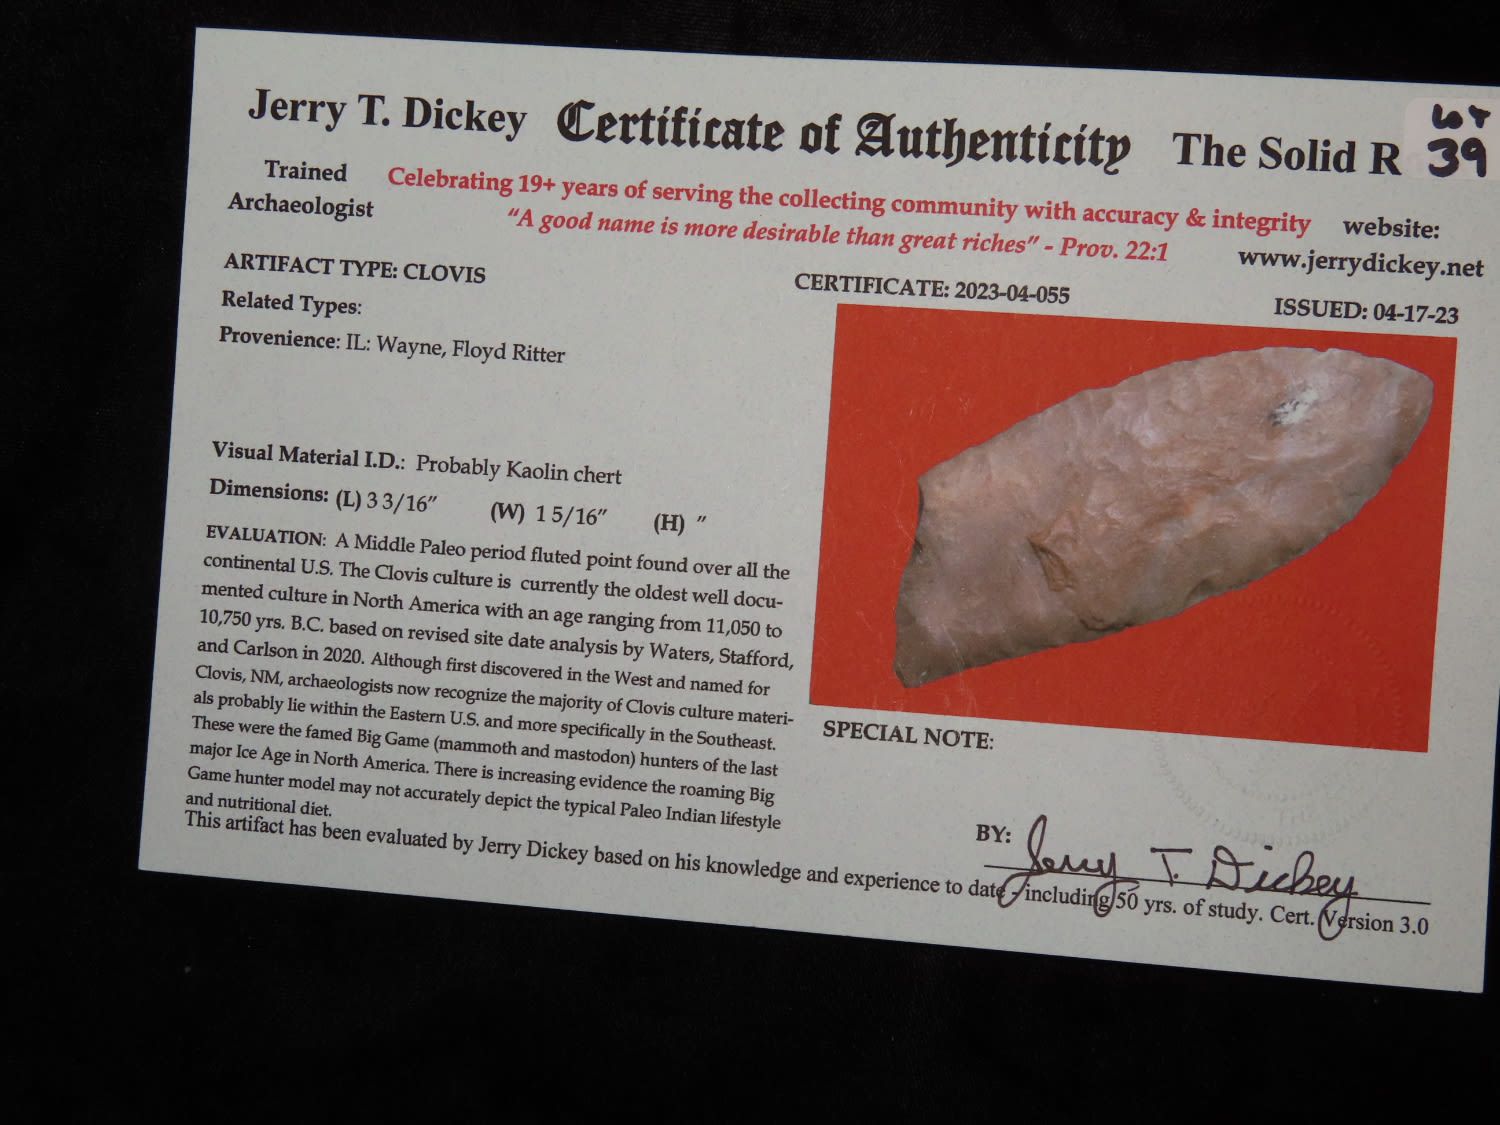 Jerry T. Dickey Certificate of Authenticity The Solid R
LOT
39
Trained
Archaeologist
Celebrating 19+ years of serving the collecting community with accuracy & integrity
"A good name is more desirable than great riches" - Prov. 22:1
website:
www.jerrydickey.net
ARTIFACT TYPE: CLOVIS
CERTIFICATE: 2023-04-055
ISSUED: 04-17-23
Related Types:
Provenience: IL: Wayne, Floyd Ritter
Visual Material I.D.: Probably Kaolin chert
Dimensions: (L) 3 3/16" (W) 1 5/16" (H) "
EVALUATION: A Middle Paleo period fluted point found over all the
continental U.S. The Clovis culture is currently the oldest well docu-
mented culture in North America with an age ranging from 11,050 to
10,750 yrs. B.C. based on revised site date analysis by Waters, Stafford,
and Carlson in 2020. Although first discovered in the West and named for
Clovis, NM, archaeologists now recognize the majority of Clovis culture materi-
als probably lie within the Eastern U.S. and more specifically in the Southeast.
These were the famed Big Game (mammoth and mastodon) hunters of the last
major Ice Age in North America. There is increasing evidence the roaming Big
Game hunter model may not accurately depict the typical Paleo Indian lifestyle
and nutritional diet.
SPECIAL NOTE:
BY: Jerry T. Dickey
This artifact has been evaluated by Jerry Dickey based on his knowledge and experience to date - including 50 yrs. of study. Cert. Version 3.0